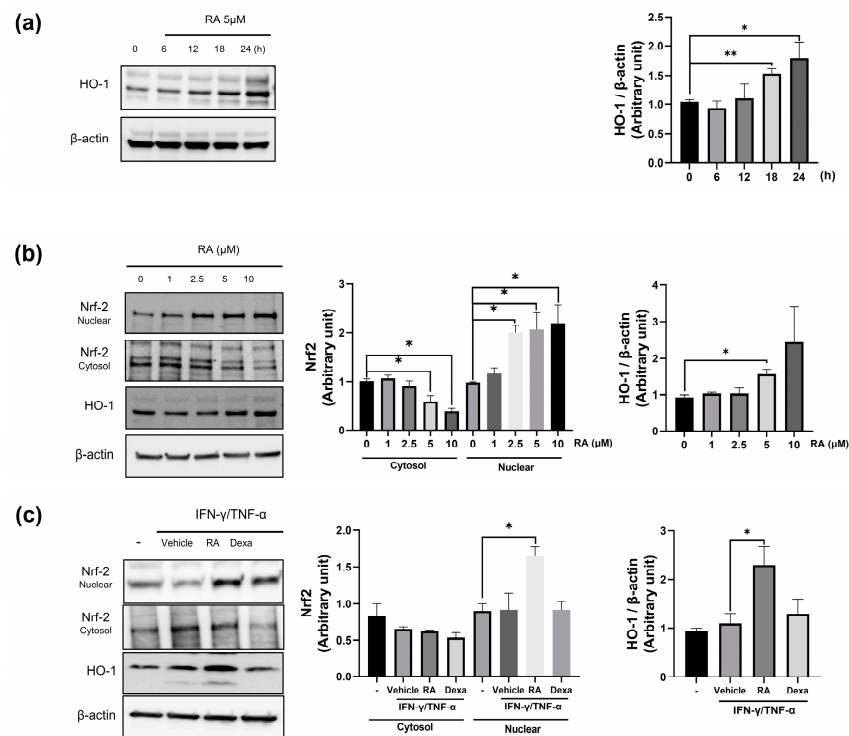 (a)
RA 5μM
0 6 12 18 24 (h)
HO-1
β-actin
HO-1 / β-actin
(Arbitrary unit)
2.5
2.0
1.5
1.0
0.5
0.0
*
**
0 6 12 18 24 (h)
(b)
RA (μM)
0 1 2.5 5 10
Nrf-2
Nuclear
Nrf-2
Cytosol
HO-1
β-actin
Nrf2
(Arbitrary unit)
3
2
1
0
*
*
*
*
*
0 1 2.5 5 10 0 1 2.5 5 10 RA (μM)
Cytosol Nuclear
HO-1 / β-actin
(Arbitrary unit)
4
3
2
1
0
*
0 1 2.5 5 10 RA (μM)
(c)
IFN-γ/TNF-α
- Vehicle RA Dexa
Nrf-2
Nuclear
Nrf-2
Cytosol
HO-1
β-actin
Nrf2
(Arbitrary unit)
2.0
1.5
1.0
0.5
0.0
*
- Vehicle RA Dexa - Vehicle RA Dexa
IFN-γ/TNF-α IFN-γ/TNF-α
Cytosol Nuclear
HO-1 / β-actin
(Arbitrary unit)
3
2
1
0
*
- Vehicle RA Dexa
IFN-γ/TNF-α